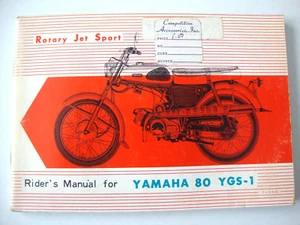 Competition
Accessories, Inc.
Rotary Jet Sport
Rider's Manual for YAMAHA 80 YGS-1